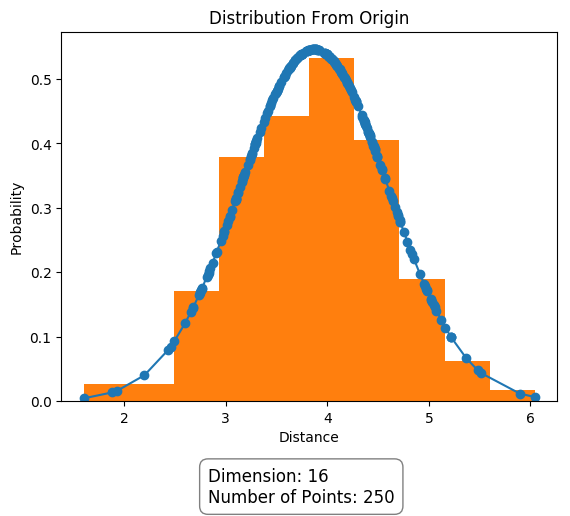 Distribution From Origin
Probability
0.5
0.4
0.3
0.2
0.1
0.0
2 3 4 5 6
Distance
Dimension: 16
Number of Points: 250